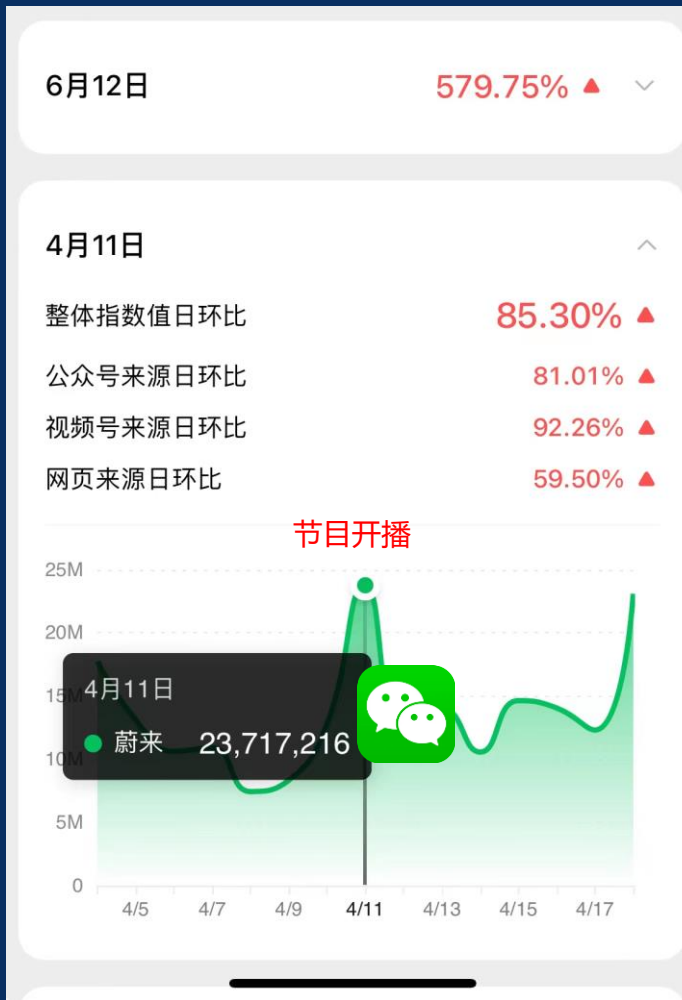 6月12日 579.75%
4月11日
整体指数值日环比 85.30%
公众号来源日环比 81.01%
视频号来源日环比 92.26%
网页来源日环比 59.50%
节目开播
25M
20M
15M
10M
5M
0
4月11日
蔚来 23,717,216
4/5 4/7 4/9 4/11 4/13 4/15 4/17